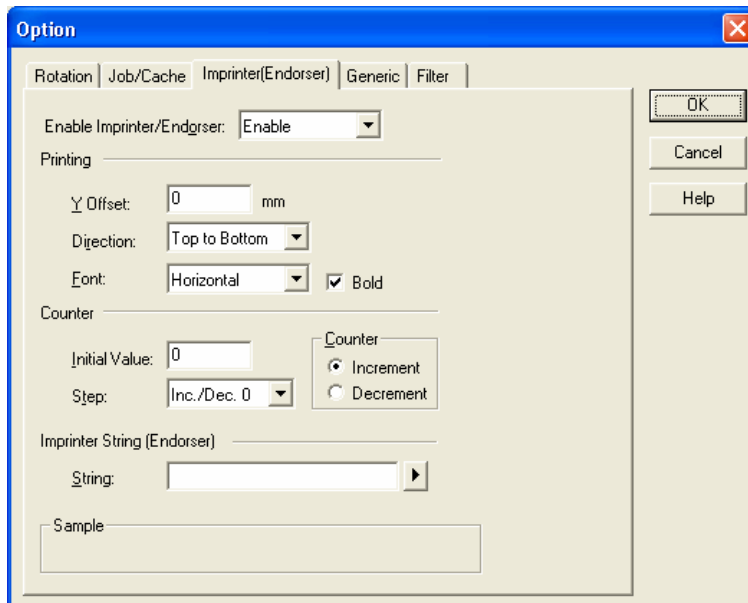 Option
Rotation Job/Cache Imprinter(Endorser) Generic Filter
OK
Cancel
Help
Enable Imprinter/Endorser: Enable
Printing
Y Offset: 0 mm
Direction: Top to Bottom
Font: Horizontal Bold
Counter
Initial Value: 0
Step: Inc./Dec. 0
Counter
Increment
Decrement
Imprinter String (Endorser)
String:
Sample